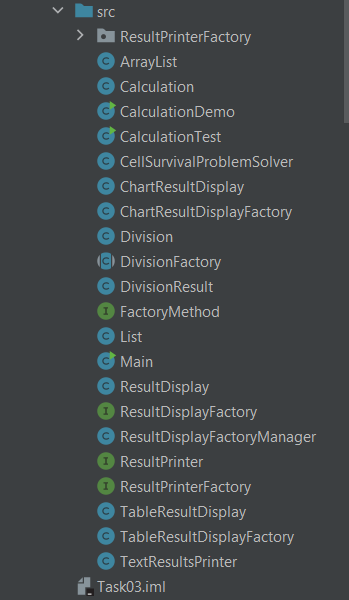 src
ResultPrinterFactory
ArrayList
Calculation
CalculationDemo
CalculationTest
CellSurvivalProblemSolver
ChartResultDisplay
ChartResultDisplayFactory
Division
DivisionFactory
DivisionResult
FactoryMethod
List
Main
ResultDisplay
ResultDisplayFactory
ResultDisplayFactoryManager
ResultPrinter
ResultPrinterFactory
TableResultDisplay
TableResultDisplayFactory
TextResultsPrinter
Task03.iml